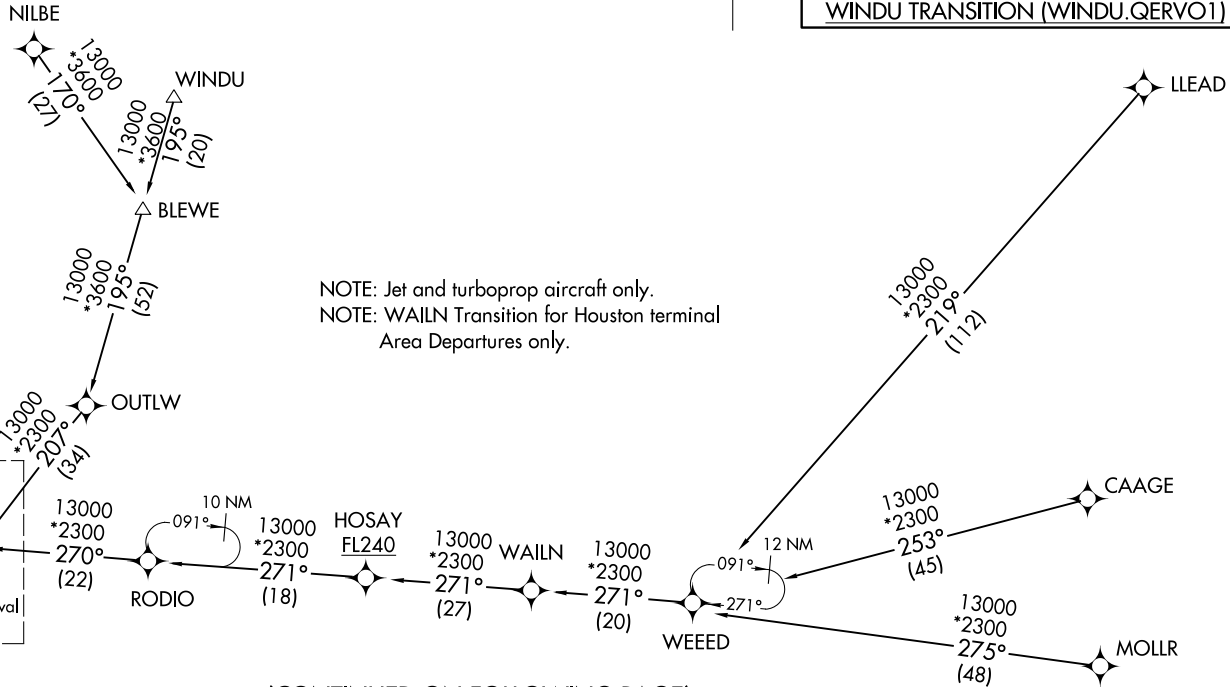 WINDU TRANSITION (WINDU.QERVO1)
NILBE
13000
*3600
170°
(27)
WINDU
13000
*3600
195°
(20)
LLEAD
BLEWE
13000
*3600
195°
(52)
NOTE: Jet and turboprop aircraft only.
NOTE: WAILN Transition for Houston terminal
Area Departures only.
13000
*2300
219°
(112)
OUTLW
13000
*2300
207°
(34)
CAAGE
13000
*2300
253°
(45)
13000
*2300
270°
(22)
RODIO
10 NM
091°
13000
*2300
271°
(18)
HOSAY
FL240
13000
*2300
271°
(27)
WAILN
13000
*2300
271°
(20)
12 NM
091°
271°
WEEED
13000
*2300
275°
(48)
MOLLR